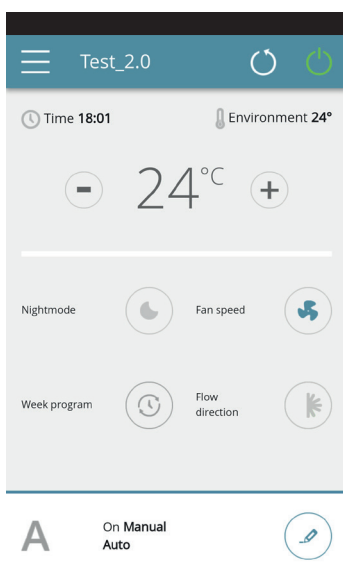 Test_2.0
Time 18:01
Environment 24°
24°C
Nightmode
Fan speed
Week program
Flow
direction
A
On Manual
Auto